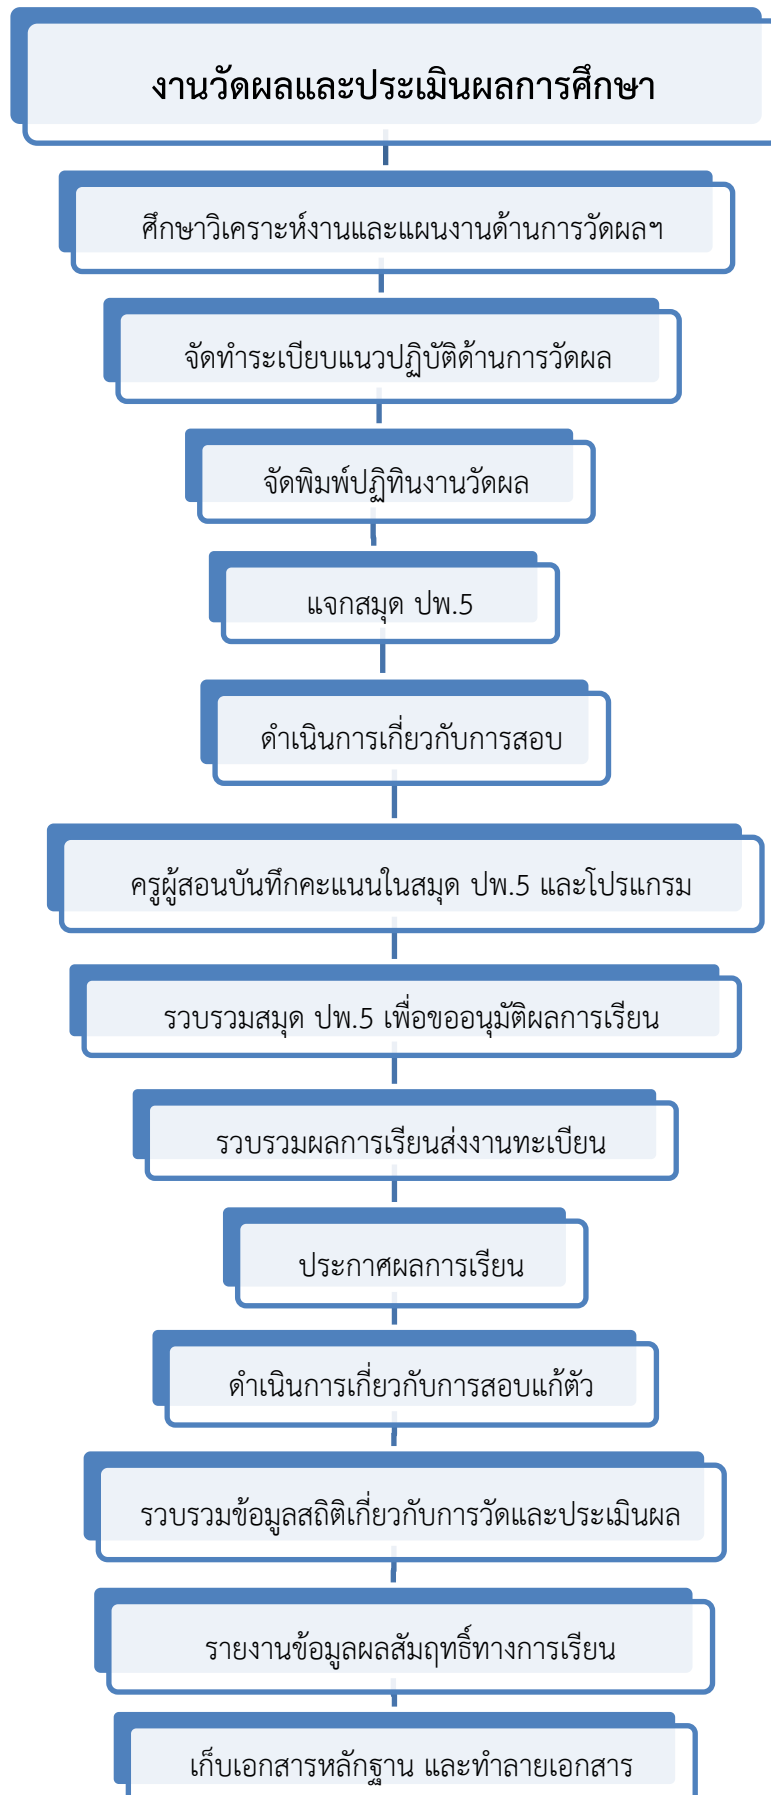 งานวัดผลและประเมินผลการศึกษา
ศึกษาวิเคราะห์งานและแผนงานด้านการวัดผลฯ
จัดทำระเบียบแนวปฏิบัติด้านการวัดผล
จัดพิมพ์ปฏิทินงานวัดผล
แจกสมุด ปพ.5
ดำเนินการเกี่ยวกับการสอบ
ครูผู้สอนบันทึกคะแนนในสมุด ปพ.5 และโปรแกรม
รวบรวมสมุด ปพ.5 เพื่อขออนุมัติผลการเรียน
รวบรวมผลการเรียนส่งงานทะเบียน
ประกาศผลการเรียน
ดำเนินการเกี่ยวกับการสอบแก้ตัว
รวบรวมข้อมูลสถิติเกี่ยวกับการวัดและประเมินผล
รายงานข้อมูลผลสัมฤทธิ์ทางการเรียน
เก็บเอกสารหลักฐาน และทำลายเอกสาร